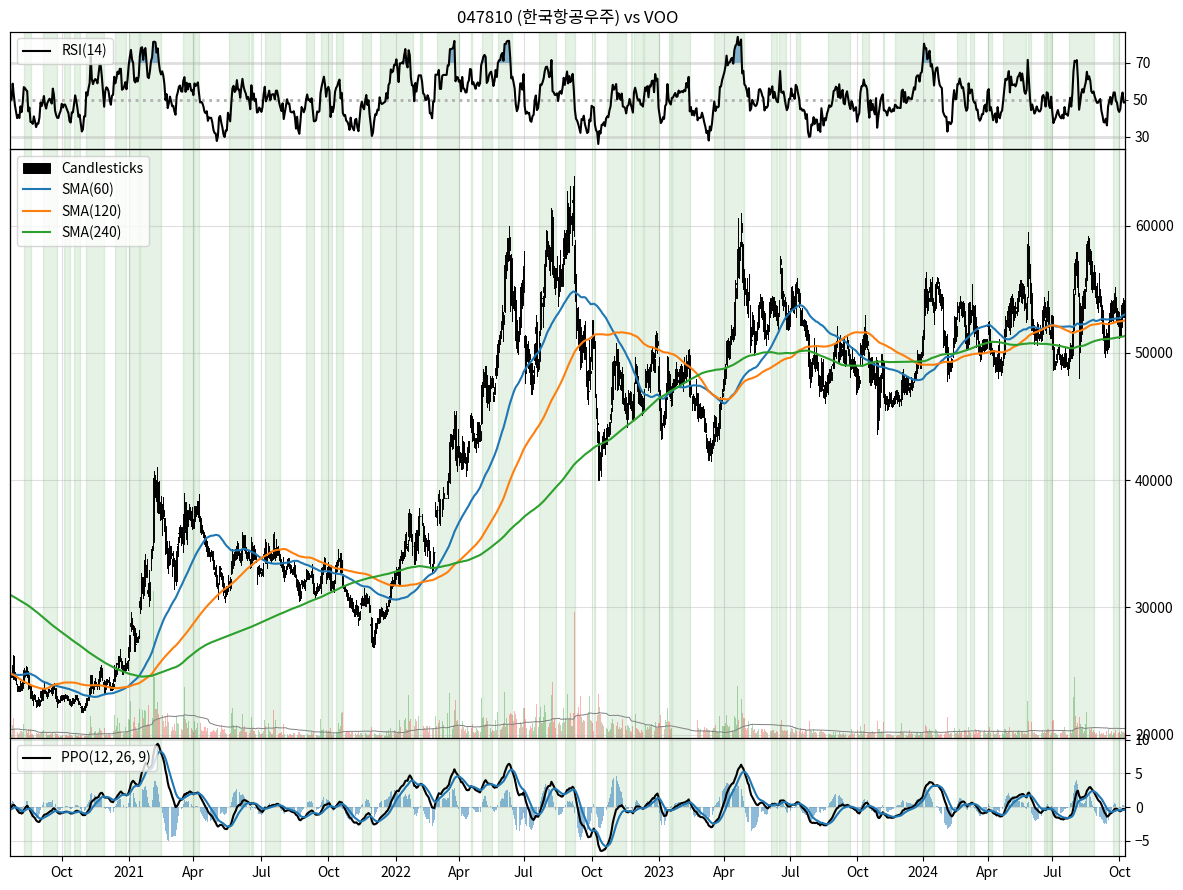 047810 (한국항공우주) vs VOO
RSI(14)
70
50
30
Candlesticks
SMA(60)
SMA(120)
SMA(240)
60000
50000
40000
30000
20000
PPO(12, 26, 9)
10
5
0
−5
Oct 2021 Apr Jul Oct 2022 Apr Jul Oct 2023 Apr Jul Oct 2024 Apr Jul Oct